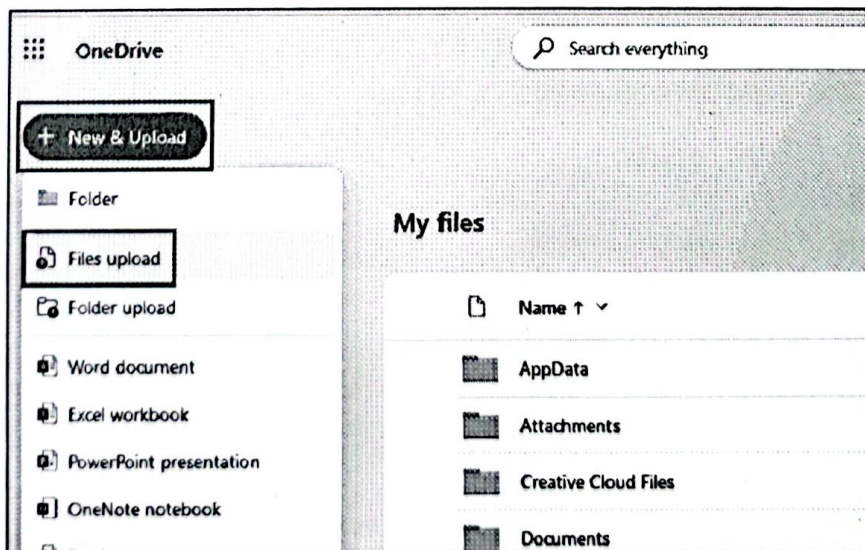 OneDrive
Search everything
+ New & Upload
Folder
Files upload
Folder upload
Word document
Excel workbook
PowerPoint presentation
OneNote notebook
My files
Name ↑
AppData
Attachments
Creative Cloud Files
Documents